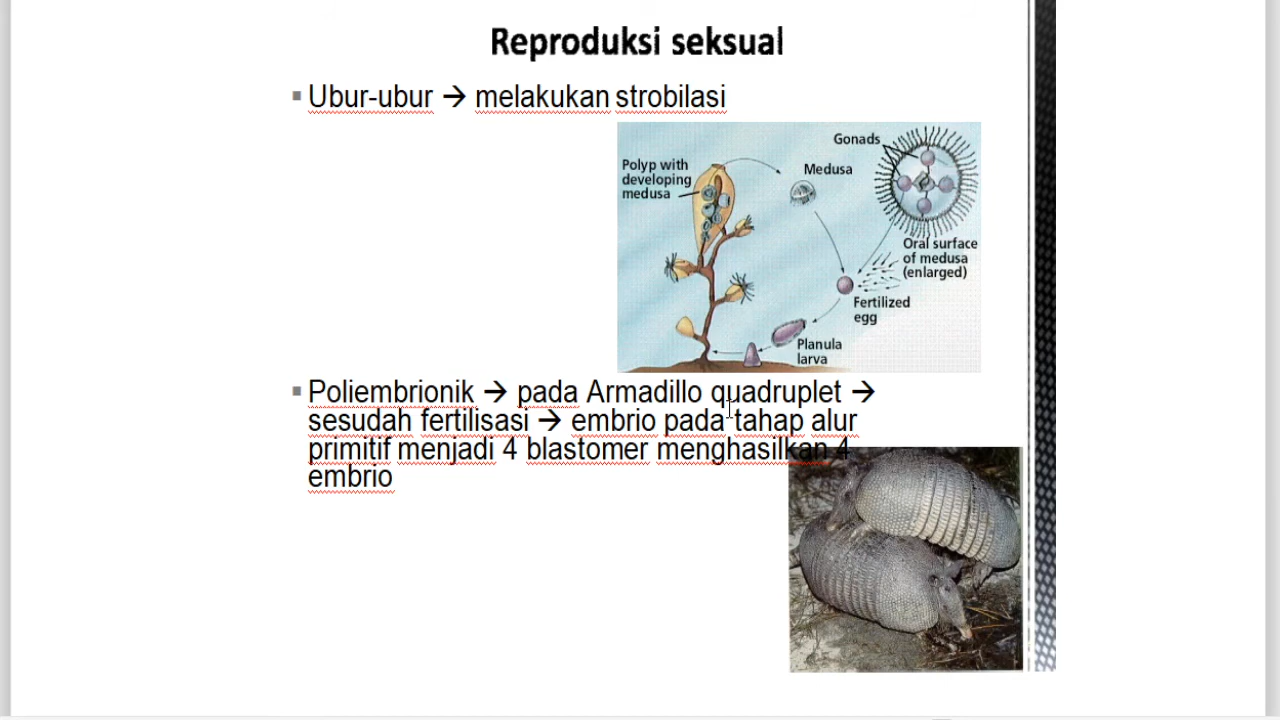 Reproduksi seksual
▪ Ubur-ubur → melakukan strobilasi
Gonads
Polyp with
developing
medusa
Medusa
Oral surface
of medusa
(enlarged)
Fertilized
egg
Planula
larva
▪ Poliembrionik → pada Armadillo quadruplet →
sesudah fertilisasi → embrio pada tahap alur
primitif menjadi 4 blastomer menghasilkan 4
embrio